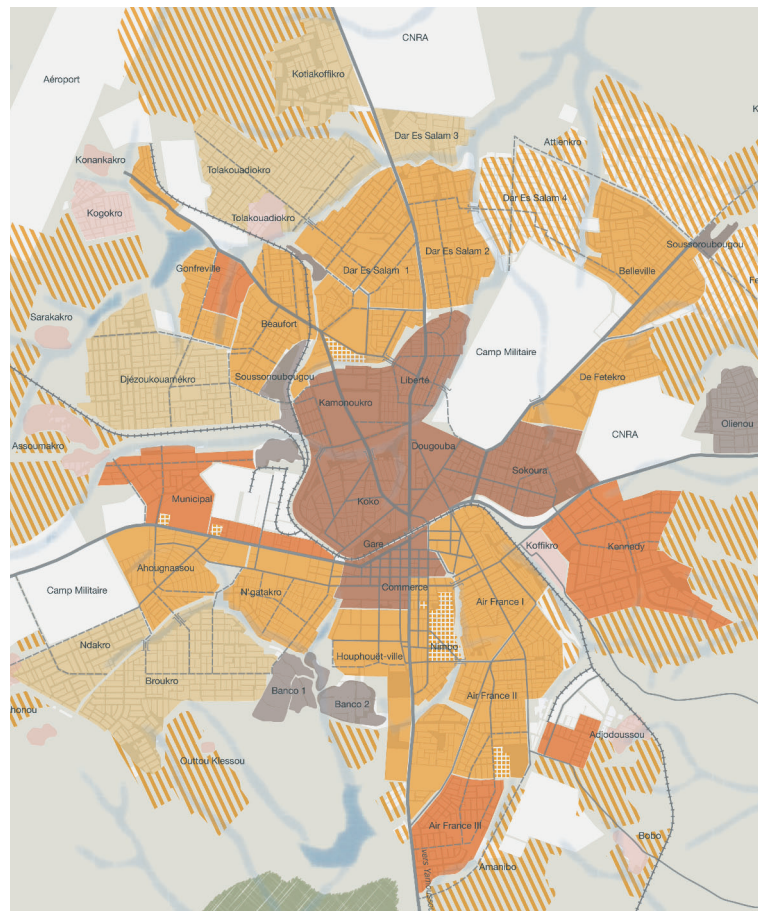 CNRA
Aéroport
Kotiakoffikro
Dar Es Salam 3
Attienkro
Konankakro
Tolakouadiokro
Dar Es Salam 4
Kogokro
Tolakouadiokro
Soussoroubougou
Dar Es Salam 2
Gonfreville
Dar Es Salam 1
Belleville
Sarakakro
Beaufort
Camp Militaire
Djézoukouamékro
Soussonoubougou
Liberté
De Fetekro
Kamonoukro
CNRA
Olienou
Assoumakro
Dougouba
Sokoura
Municipal
Koko
Gare
Koffikro
Kennedy
Camp Militaire
Ahougnassou
N'gatakro
Commerce
Air France I
Ndakro
Houphouët-ville
Nimbo
Broukro
Banco 1
Banco 2
Air France II
Adjodoussou
Outtou Klessou
Air France III
Bobo
Amanibo